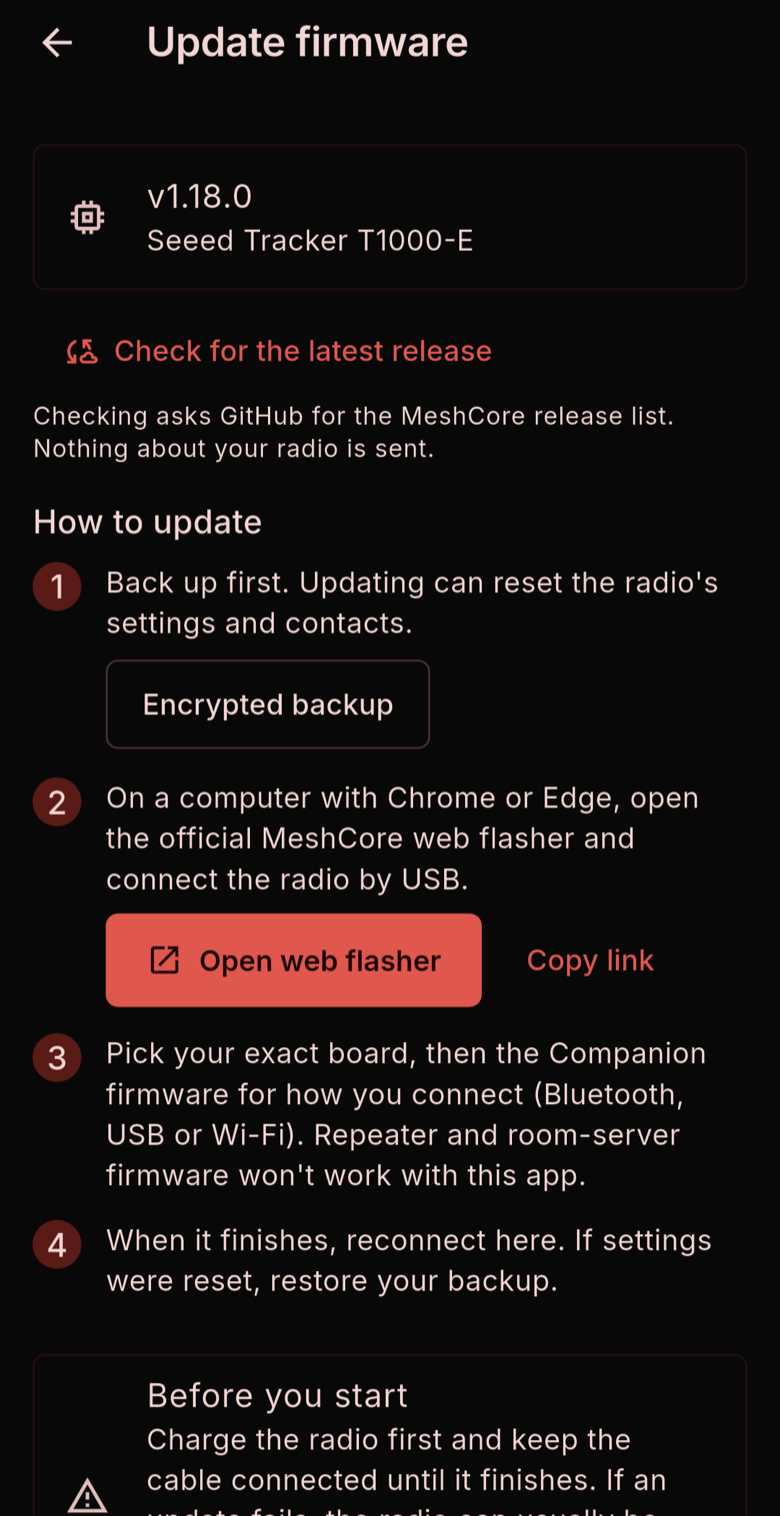 Update firmware
v1.18.0
Seeed Tracker T1000-E
Check for the latest release
Checking asks GitHub for the MeshCore release list.
Nothing about your radio is sent.
How to update
1
Back up first. Updating can reset the radio's
settings and contacts.
Encrypted backup
2
On a computer with Chrome or Edge, open
the official MeshCore web flasher and
connect the radio by USB.
Open web flasher
Copy link
3
Pick your exact board, then the Companion
firmware for how you connect (Bluetooth,
USB or Wi-Fi). Repeater and room-server
firmware won't work with this app.
4
When it finishes, reconnect here. If settings
were reset, restore your backup.
Before you start
Charge the radio first and keep the
cable connected until it finishes. If an